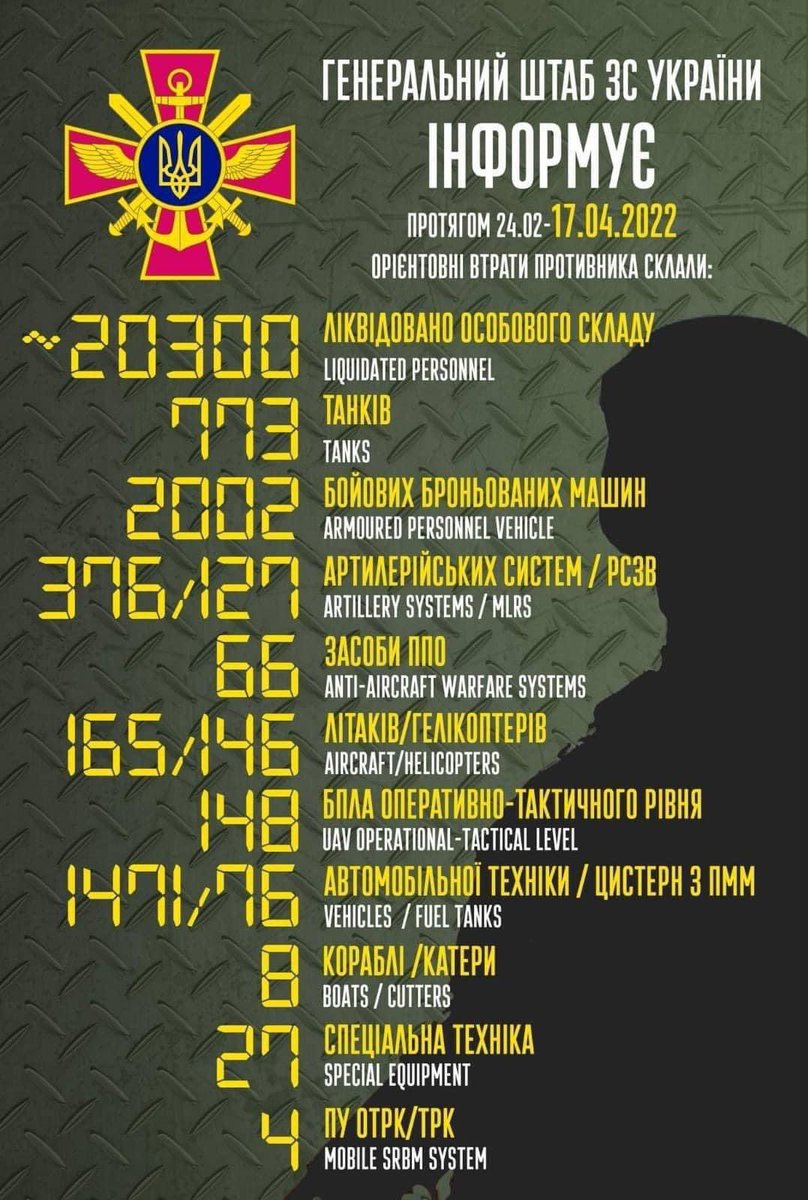 ГЕНЕРАЛЬНИЙ ШТАБ ЗС УКРАЇНИ
ІНФОРМУЄ
ПРОТЯГОМ 24.02-17.04.2022
ОРІЄНТОВНІ ВТРАТИ ПРОТИВНИКА СКЛАЛИ:
~20300 ЛІКВІДОВАНО ОСОБОВОГО СКЛАДУ
LIQUIDATED PERSONNEL
773 ТАНКІВ
TANKS
2002 БОЙОВИХ БРОНЬОВАНИХ МАШИН
ARMOURED PERSONNEL VEHICLE
376/127 АРТИЛЕРІЙСЬКИХ СИСТЕМ / РСЗВ
ARTILLERY SYSTEMS / MLRS
66 ЗАСОБИ ППО
ANTI-AIRCRAFT WARFARE SYSTEMS
165/146 ЛІТАКІВ/ГЕЛІКОПТЕРІВ
AIRCRAFT/HELICOPTERS
148 БПЛА ОПЕРАТИВНО-ТАКТИЧНОГО РІВНЯ
UAV OPERATIONAL-TACTICAL LEVEL
1471/76 АВТОМОБІЛЬНОЇ ТЕХНІКИ / ЦИСТЕРН З ПММ
VEHICLES / FUEL TANKS
8 КОРАБЛІ /КАТЕРИ
BOATS / CUTTERS
27 СПЕЦІАЛЬНА ТЕХНІКА
SPECIAL EQUIPMENT
4 ПУ ОТРК/ТРК
MOBILE SRBM SYSTEM